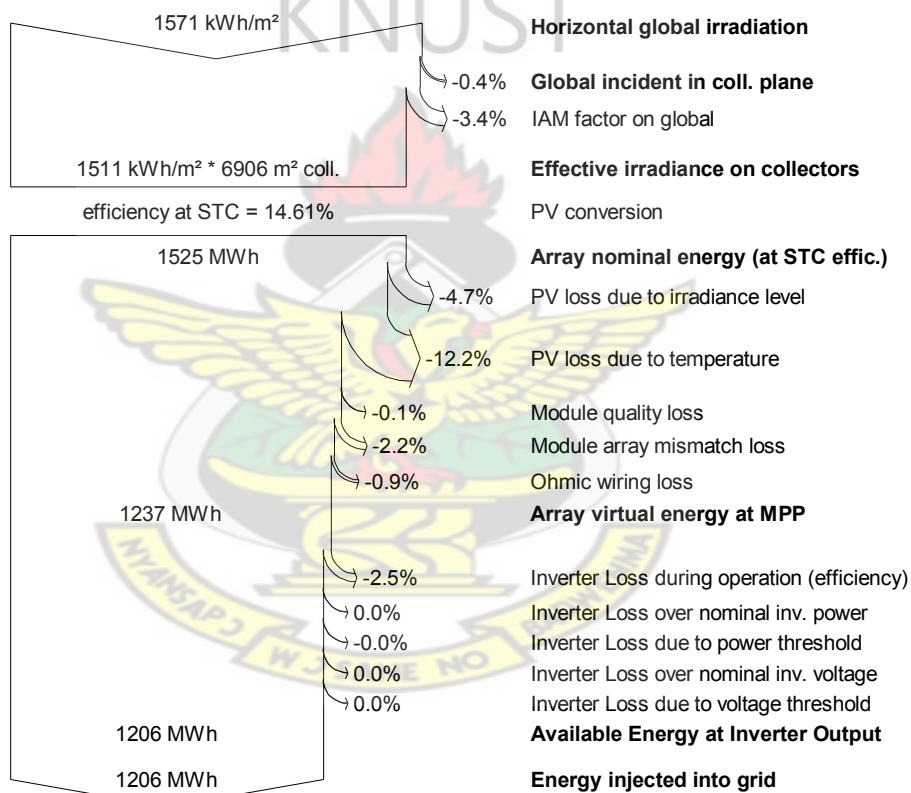 KNUST
1571 kWh/m² Horizontal global irradiation
-0.4% Global incident in coll. plane
-3.4% IAM factor on global
1511 kWh/m² * 6906 m² coll. Effective irradiance on collectors
efficiency at STC = 14.61% PV conversion
1525 MWh Array nominal energy (at STC effic.)
-4.7% PV loss due to irradiance level
-12.2% PV loss due to temperature
-0.1% Module quality loss
-2.2% Module array mismatch loss
-0.9% Ohmic wiring loss
1237 MWh Array virtual energy at MPP
-2.5% Inverter Loss during operation (efficiency)
0.0% Inverter Loss over nominal inv. power
-0.0% Inverter Loss due to power threshold
0.0% Inverter Loss over nominal inv. voltage
0.0% Inverter Loss due to voltage threshold
1206 MWh Available Energy at Inverter Output
1206 MWh Energy injected into grid
NYANSAPO
W J NO